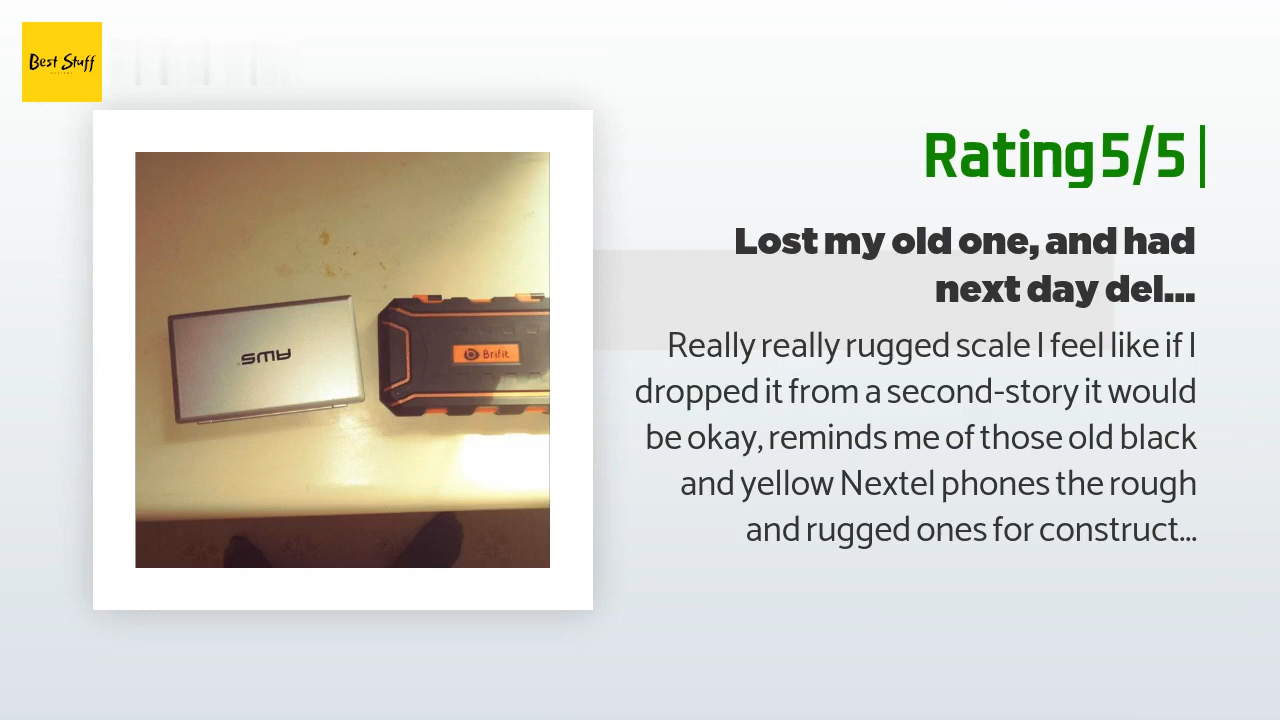 Best Stuff
Rating 5/5
Lost my old one, and had
next day del...
Really really rugged scale I feel like if I
dropped it from a second-story it would
be okay, reminds me of those old black
and yellow Nextel phones the rough
and rugged ones for construct...
AWS
Brifit